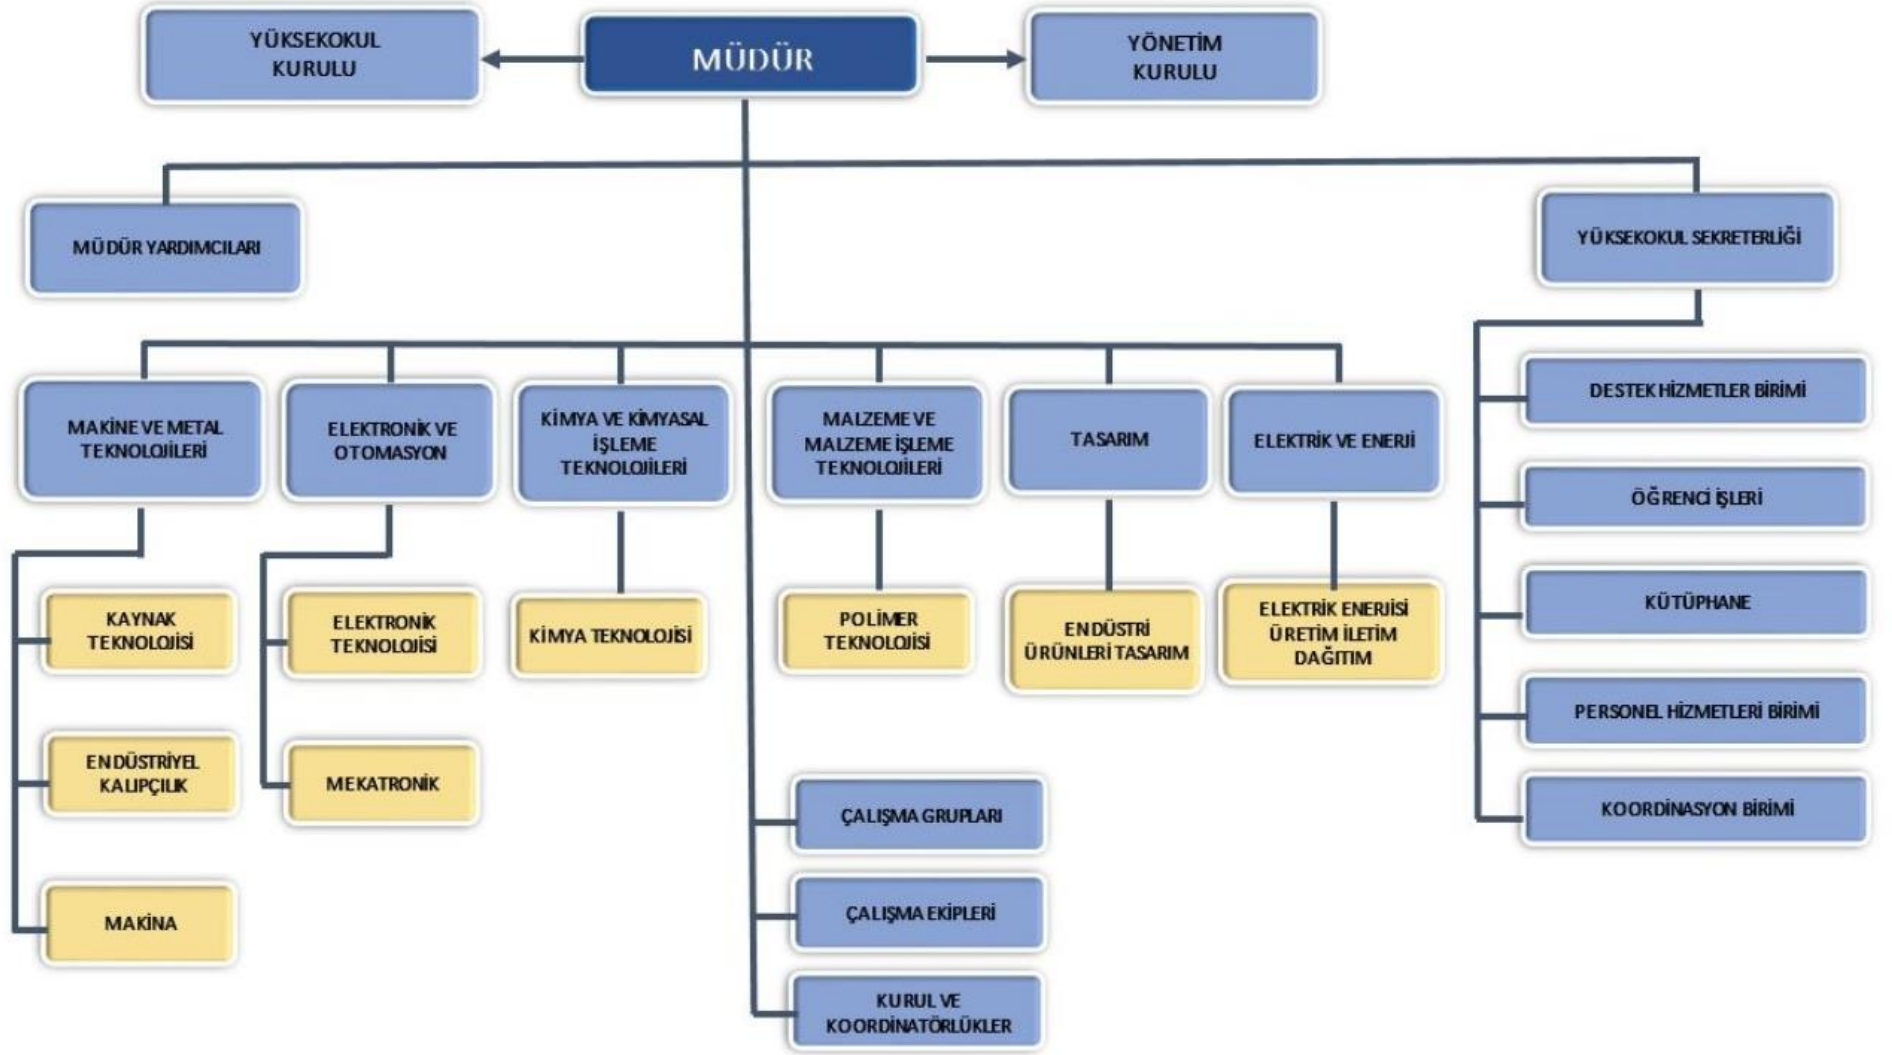 YÜKSEKOKUL
KURULU
MÜDÜR
YÖNETİM
KURULU
MÜDÜR YARDIMCILARI
YÜKSEKOKUL SEKRETERLİĞİ
MAKİNE VE METAL
TEKNOLOJİLERİ
ELEKTRONİK VE
OTOMASYON
KİMYA VE KİMYASAL
İŞLEME
TEKNOLOJİLERİ
MALZEME VE
MALZEME İŞLEME
TEKNOLOJİLERİ
TASARIM
ELEKTRİK VE ENERJİ
KAYNAK
TEKNOLOJİSİ
ENDÜSTRİYEL
KALIPÇILIK
MAKİNA
ELEKTRONİK
TEKNOLOJİSİ
MEKATRONİK
KİMYA TEKNOLOJİSİ
POLİMER
TEKNOLOJİSİ
ENDÜSTRİ
ÜRÜNLERİ TASARIM
ELEKTRİK ENERJİSİ
ÜRETİM İLETİM
DAĞITIM
ÇALIŞMA GRUPLARI
ÇALIŞMA EKİPLERİ
KURUL VE
KOORDİNATÖRLÜKLER
DESTEK HİZMETLER BİRİMİ
ÖĞRENCİ İŞLERİ
KÜTÜPHANE
PERSONEL HİZMETLERİ BİRİMİ
KOORDİNASYON BİRİMİ